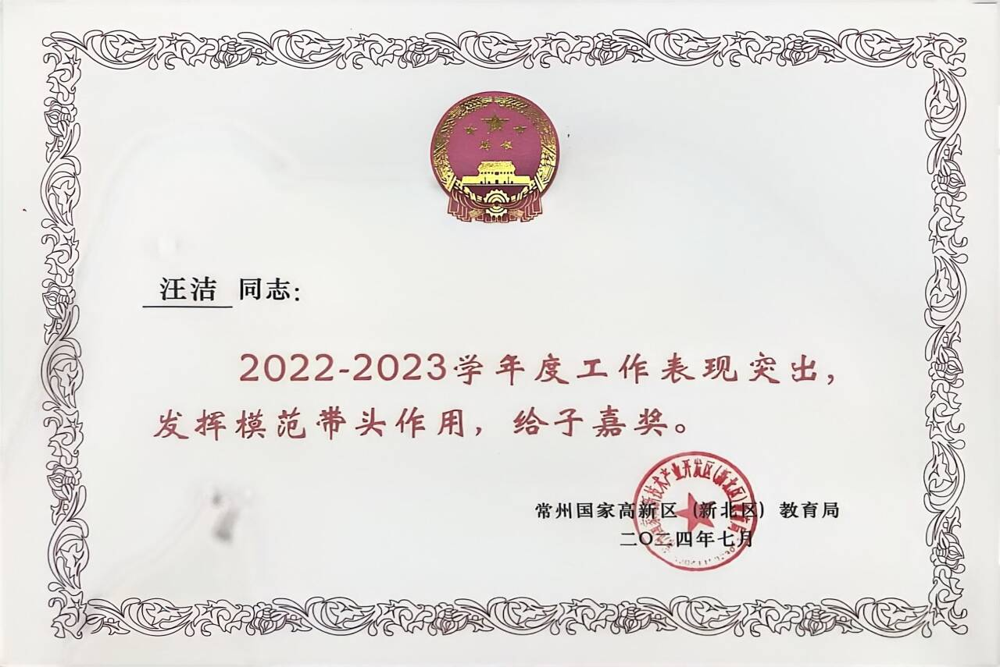 汪洁 同志:
2022-2023学年度工作表现突出，
发挥模范带头作用，给予嘉奖。
常州国家高新区（新北区）教育局
二〇二四年七月